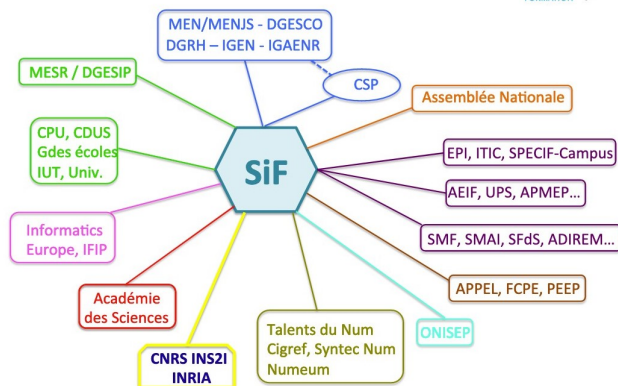 MEN/MENJS - DGESCO
DGRH – IGEN - IGAENR
CSP
MESR / DGESIP
Assemblée Nationale
CPU, CDUS
Gdes écoles
IUT, Univ.
SiF
EPI, ITIC, SPECIF-Campus
AEIF, UPS, APMEP...
Informatics
Europe, IFIP
SMF, SMAI, SFdS, ADIREM...
Académie
des Sciences
APPEL, FCPE, PEEP
ONISEP
Talents du Num
Cigref, Syntec Num
Numeum
CNRS INS2I
INRIA